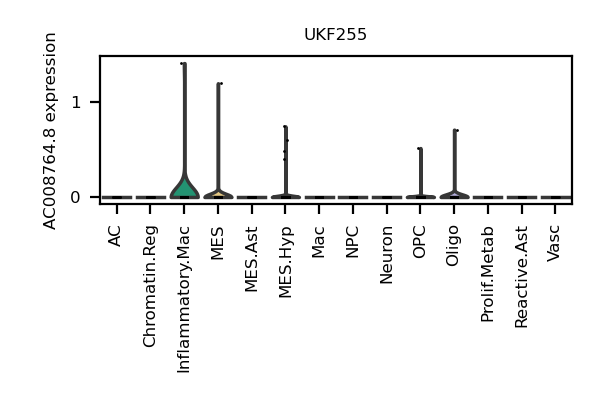 UKF255
AC008764.8 expression
1
0
AC
Chromatin.Reg
Inflammatory.Mac
MES
MES.Ast
MES.Hyp
Mac
NPC
Neuron
OPC
Oligo
Prolif.Metab
Reactive.Ast
Vasc